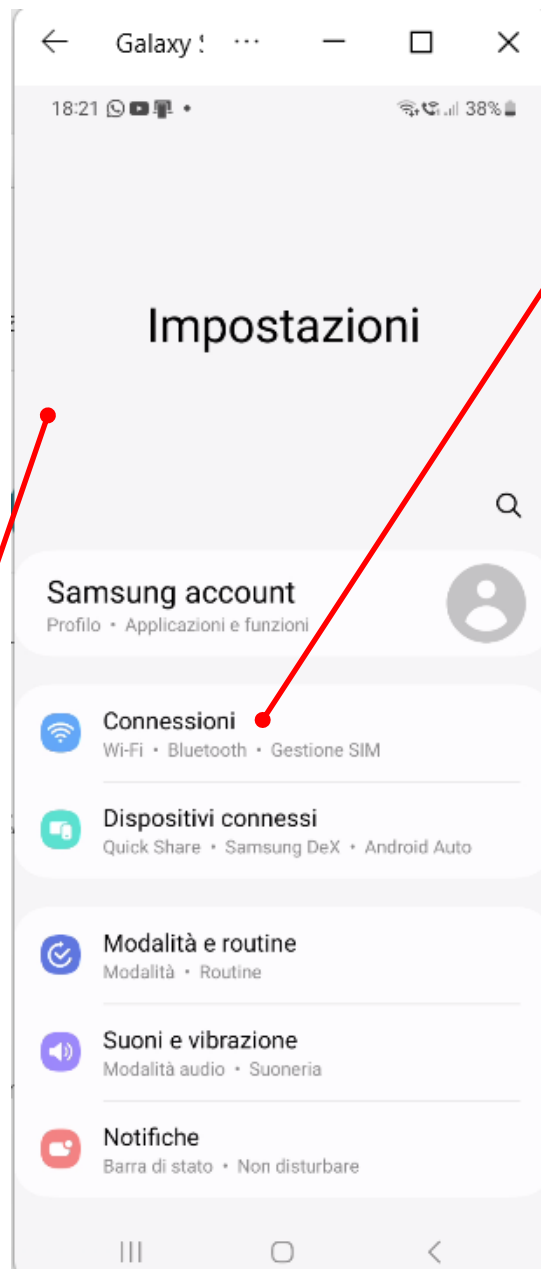 Galaxy S
18:21 38%
Impostazioni
Samsung account
Profilo • Applicazioni e funzioni
Connessioni
Wi-Fi • Bluetooth • Gestione SIM
Dispositivi connessi
Quick Share • Samsung DeX • Android Auto
Modalità e routine
Modalità • Routine
Suoni e vibrazione
Modalità audio • Suoneria
Notifiche
Barra di stato • Non disturbare